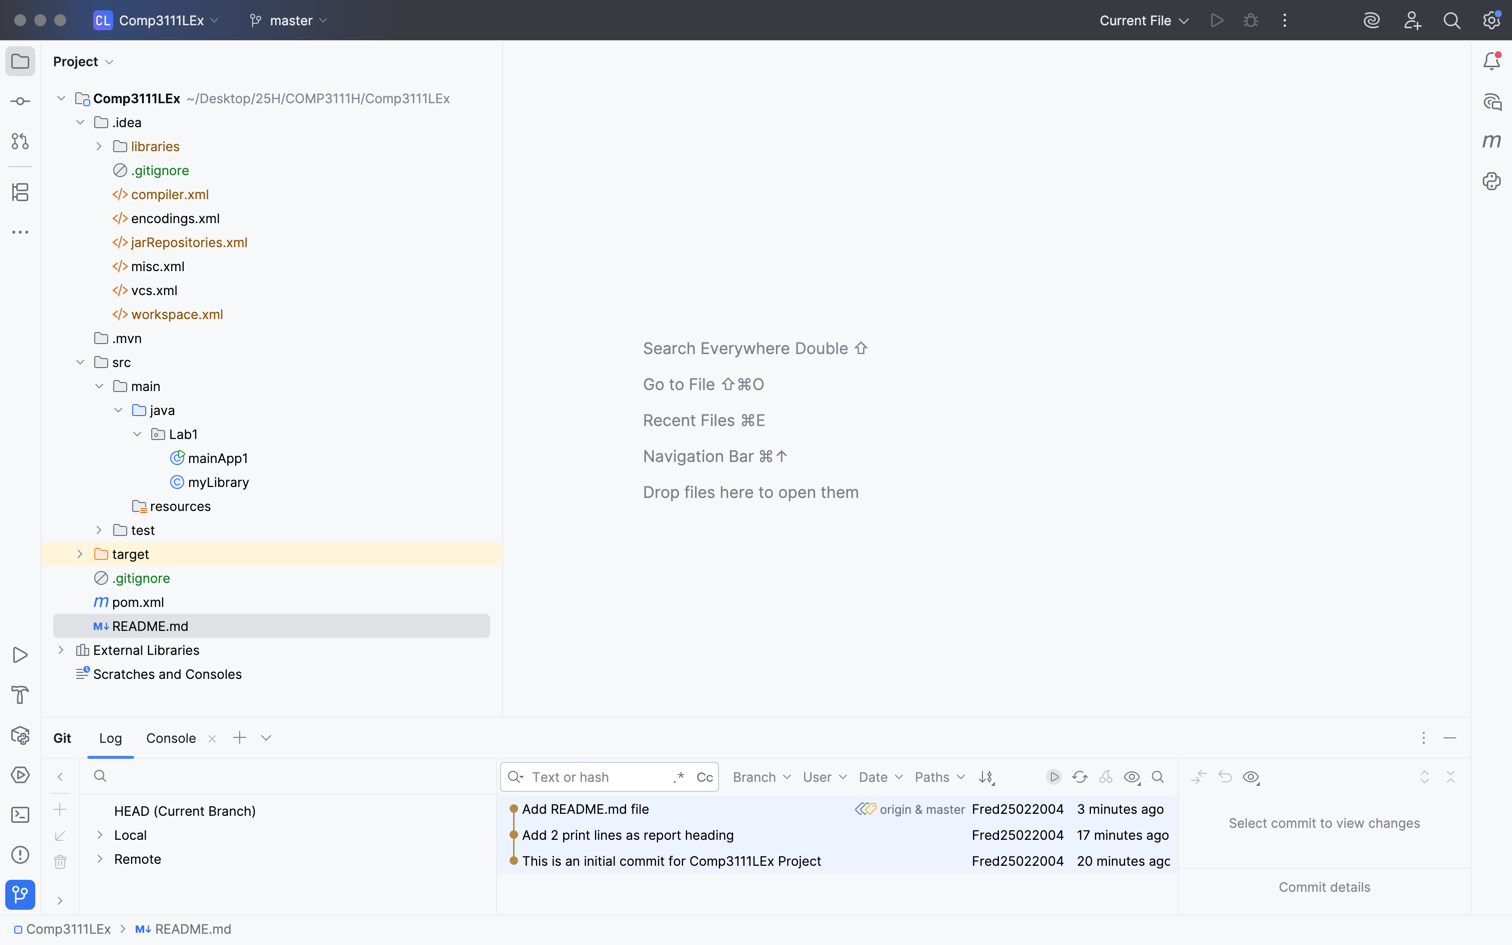 CL Comp3111LEx master Current File
Project
Comp3111LEx ~/Desktop/25H/COMP3111H/Comp3111LEx
.idea
libraries
.gitignore
</> compiler.xml
</> encodings.xml
</> jarRepositories.xml
</> misc.xml
</> vcs.xml
</> workspace.xml
.mvn
src
main
java
Lab1
mainApp1
myLibrary
resources
test
target
.gitignore
m pom.xml
M↓ README.md
External Libraries
Scratches and Consoles
Search Everywhere Double ⇧
Go to File ⇧⌘O
Recent Files ⌘E
Navigation Bar ⌘↑
Drop files here to open them
m
Git Log Console
HEAD (Current Branch)
Local
Remote
Text or hash .* Cc Branch User Date Paths
Add README.md file origin & master Fred25022004 3 minutes ago
Add 2 print lines as report heading Fred25022004 17 minutes ago
This is an initial commit for Comp3111LEx Project Fred25022004 20 minutes ago
Select commit to view changes
Commit details
Comp3111LEx > M↓ README.md